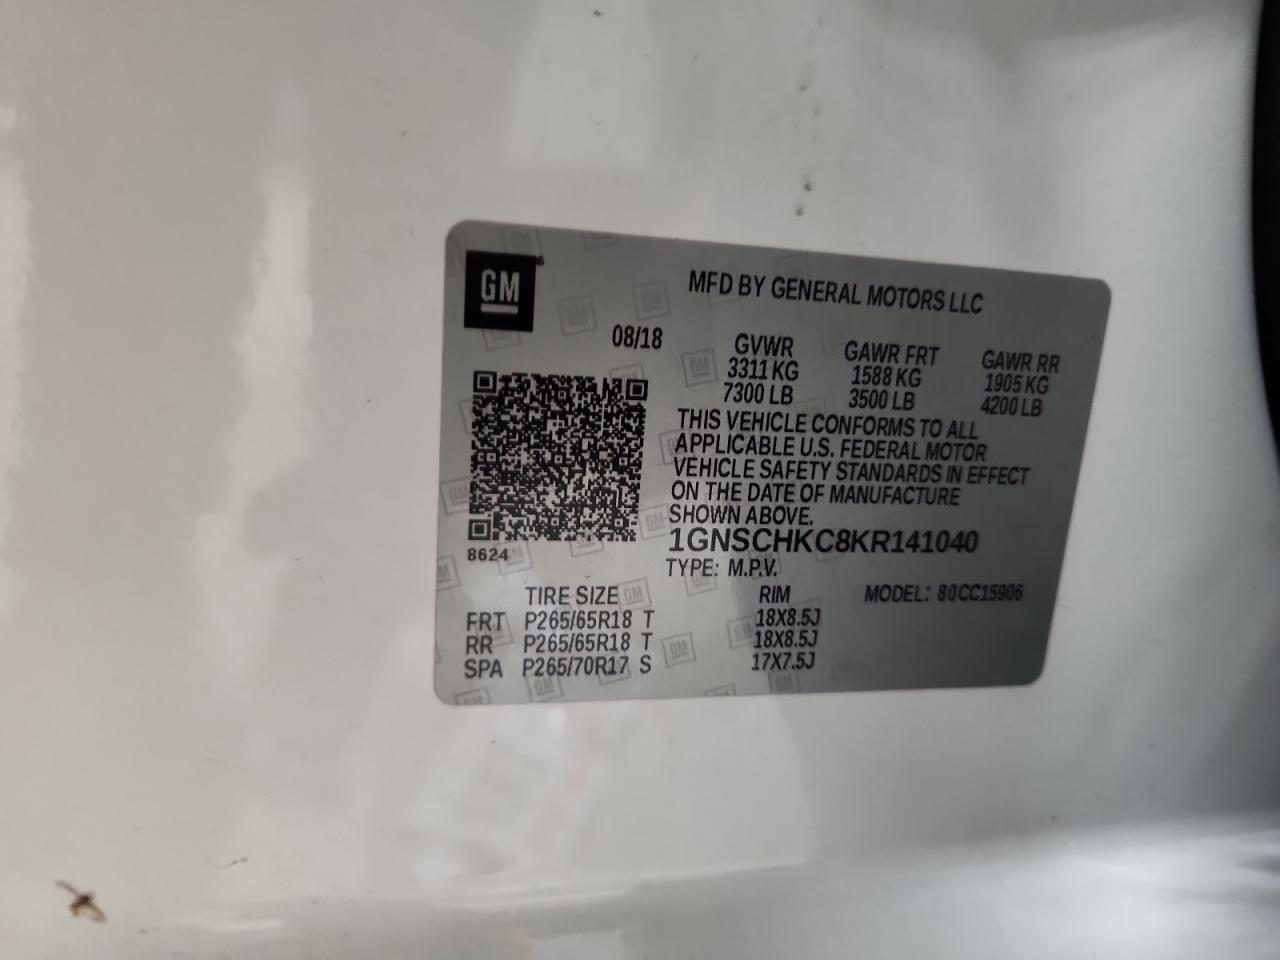 GM
MFD BY GENERAL MOTORS LLC
08/18 GVWR GAWR FRT GAWR RR
3311 KG 1588 KG 1905 KG
7300 LB 3500 LB 4200 LB
THIS VEHICLE CONFORMS TO ALL
APPLICABLE U.S. FEDERAL MOTOR
VEHICLE SAFETY STANDARDS IN EFFECT
ON THE DATE OF MANUFACTURE
SHOWN ABOVE.
1GNSCHKC8KR141040
8624
TYPE: M.P.V.
TIRE SIZE RIM MODEL: 80CC15906
FRT P265/65R18 T 18X8.5J
RR P265/65R18 T 18X8.5J
SPA P265/70R17 S 17X7.5J